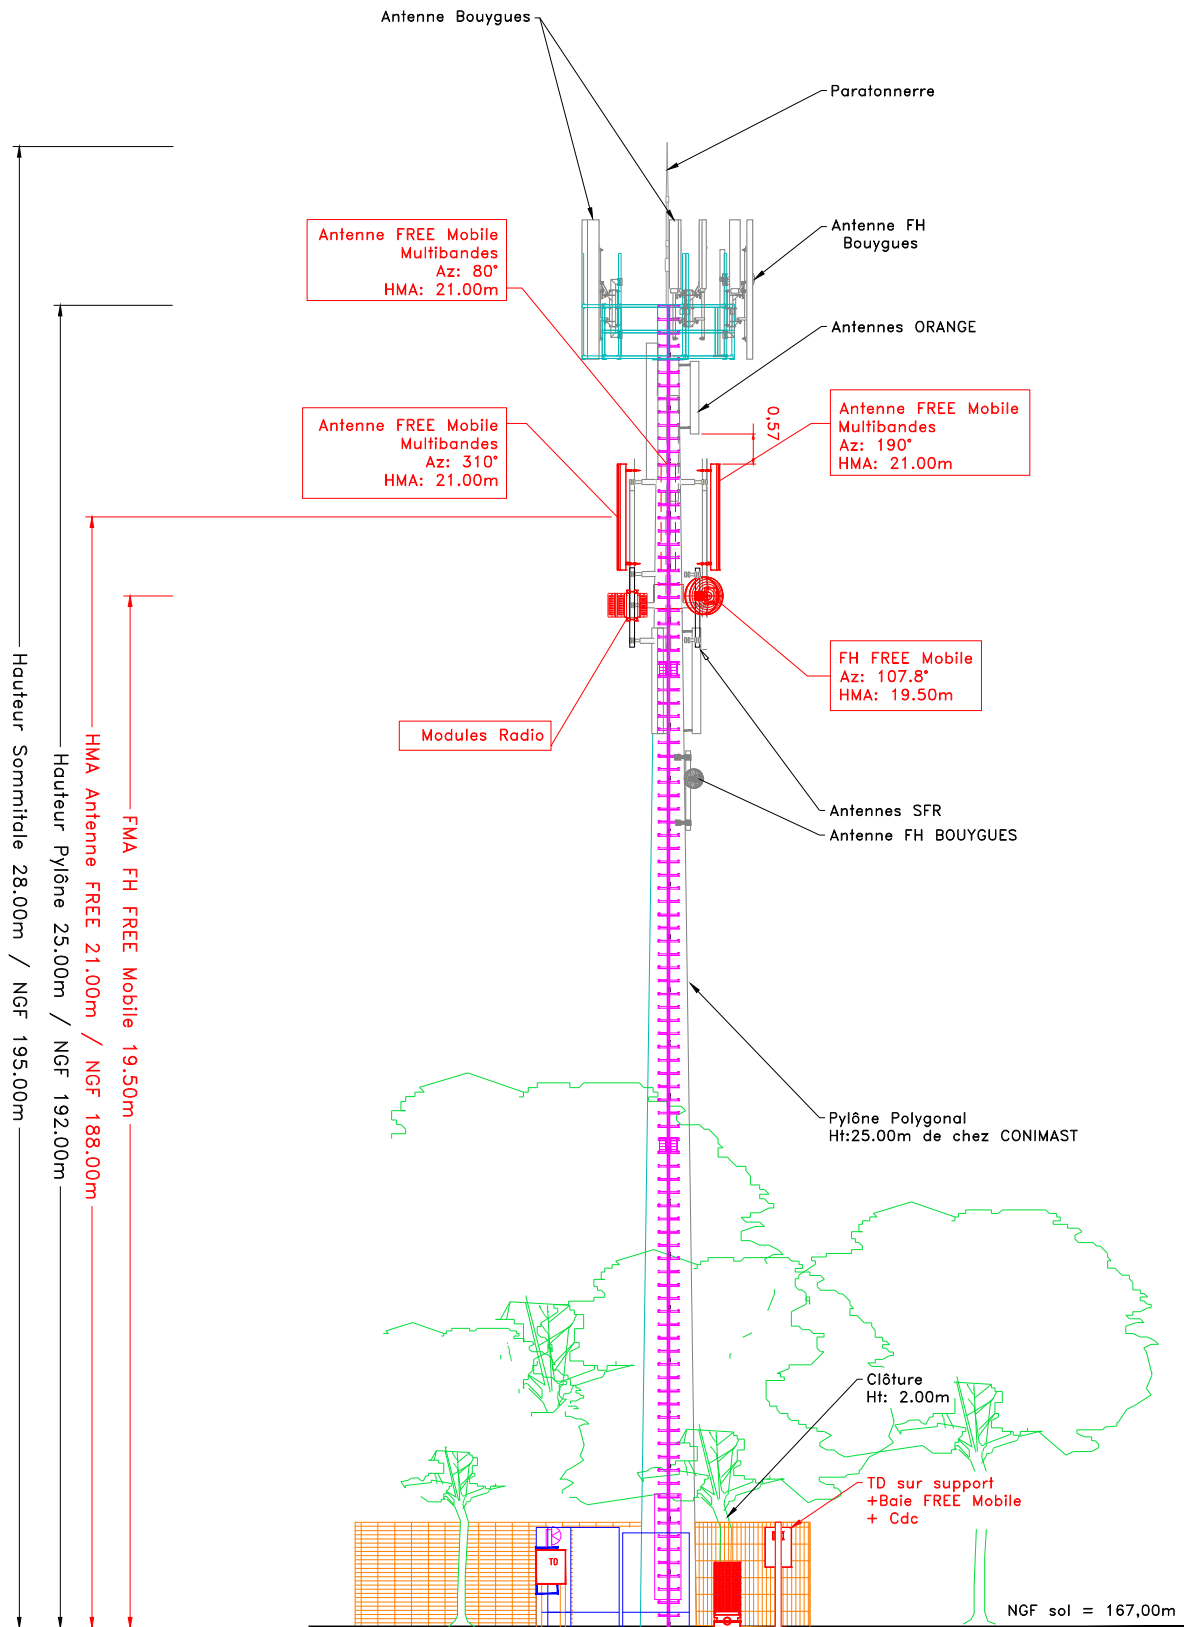 Antenne Bouygues
Paratonnerre
Antenne FREE Mobile
Multibandes
Az: 80°
HMA: 21.00m
Antenne FH
Bouygues
Antennes ORANGE
0,57
Antenne FREE Mobile
Multibandes
Az: 310°
HMA: 21.00m
Antenne FREE Mobile
Multibandes
Az: 190°
HMA: 21.00m
FH FREE Mobile
Az: 107.8°
HMA: 19.50m
Modules Radio
Antennes SFR
Antenne FH BOUYGUES
Hauteur Sommitale 28.00m / NGF 195.00m
Hauteur Pylône 25.00m / NGF 192.00m
HMA Antenne FREE 21.00m / NGF 188.00m
FMA FH FREE Mobile 19.50m
Pylône Polygonal
Ht:25.00m de chez CONIMAST
Clôture
Ht: 2.00m
TD sur support
+Baie FREE Mobile
+ Cdc
TD
NGF sol = 167,00m